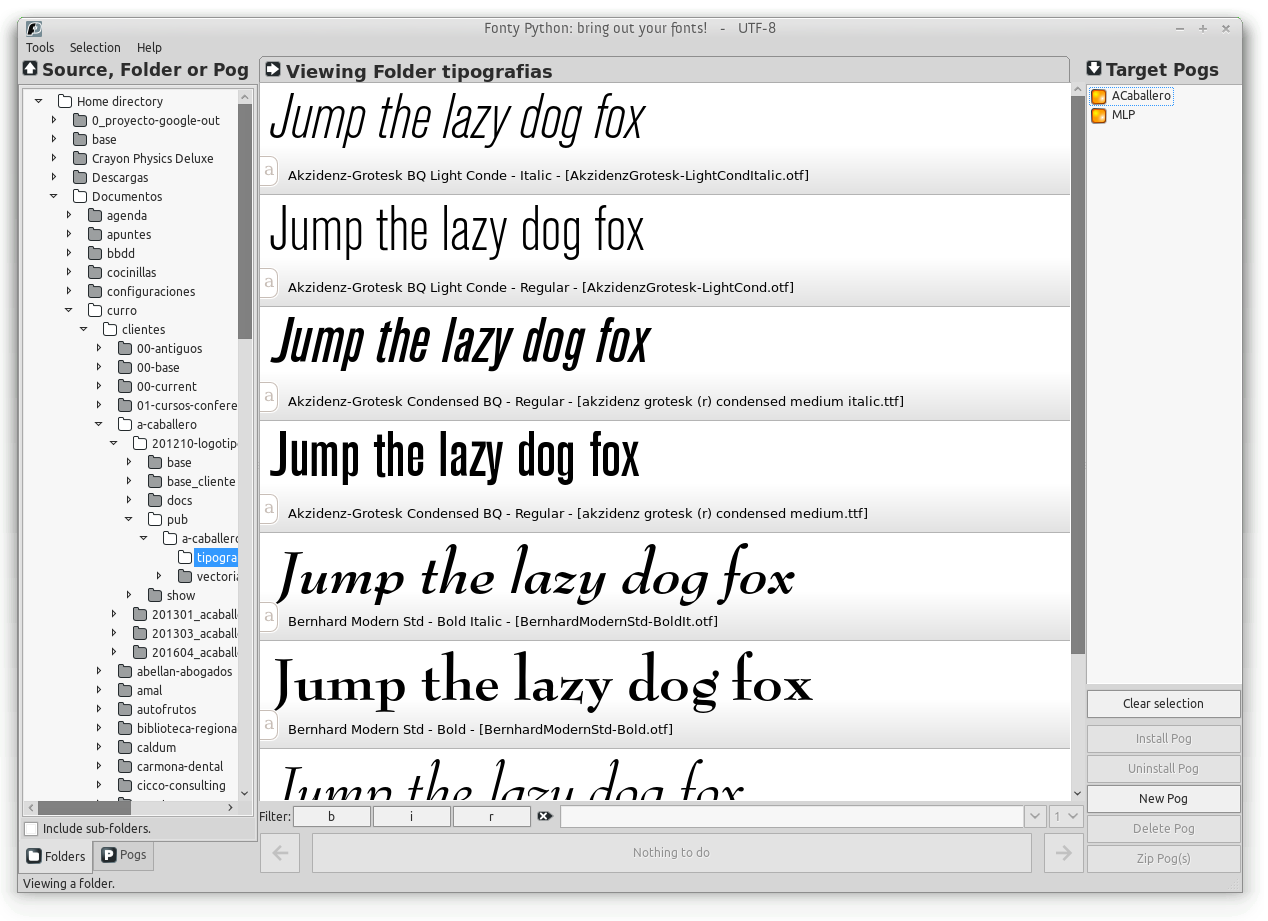 Fonty Python: bring out your fonts! - UTF-8
Tools Selection Help
Source, Folder or Pog
Home directory
0_proyecto-google-out
base
Crayon Physics Deluxe
Descargas
Documentos
agenda
apuntes
bbdd
cocinillas
configuraciones
curro
clientes
00-antiguos
00-base
00-current
01-cursos-confere
a-caballero
201210-logotip
base
base_cliente
docs
pub
a-caballero
tipogra
vectoria
show
201301_acaball
201303_acaball
201604_acaball
abellan-abogados
amal
autofrutos
biblioteca-regiona
caldum
carmona-dental
cicco-consulting
Include sub-folders.
Folders Pogs
Viewing a folder.
Viewing Folder tipografias
Jump the lazy dog fox
a
Akzidenz-Grotesk BQ Light Conde - Italic - [AkzidenzGrotesk-LightCondItalic.otf]
Jump the lazy dog fox
a
Akzidenz-Grotesk BQ Light Conde - Regular - [AkzidenzGrotesk-LightCond.otf]
Jump the lazy dog fox
a
Akzidenz-Grotesk Condensed BQ - Regular - [akzidenz grotesk (r) condensed medium italic.ttf]
Jump the lazy dog fox
a
Akzidenz-Grotesk Condensed BQ - Regular - [akzidenz grotesk (r) condensed medium.ttf]
Jump the lazy dog fox
a
Bernhard Modern Std - Bold Italic - [BernhardModernStd-BoldIt.otf]
Jump the lazy dog fox
a
Bernhard Modern Std - Bold - [BernhardModernStd-Bold.otf]
Jump the lazy dog fox
Filter: b i r 1
Nothing to do
Target Pogs
ACaballero
MLP
Clear selection
Install Pog
Uninstall Pog
New Pog
Delete Pog
Zip Pog(s)